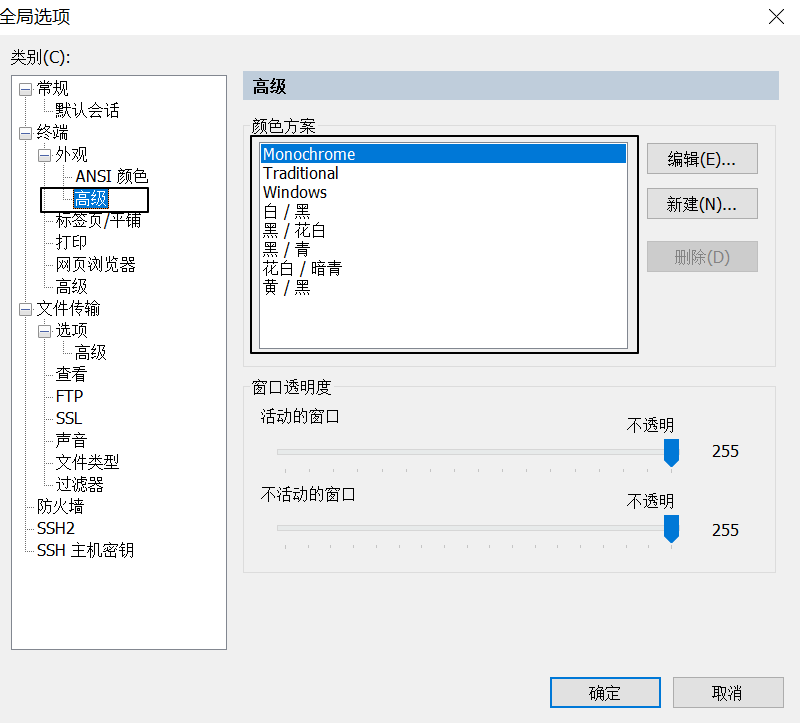 全局选项
类别(C):
常规
默认会话
终端
外观
ANSI 颜色
高级
标签页/平铺
打印
网页浏览器
高级
文件传输
选项
高级
查看
FTP
SSL
声音
文件类型
过滤器
防火墙
SSH2
SSH 主机密钥
高级
颜色方案
Monochrome
Traditional
Windows
白 / 黑
黑 / 花白
黑 / 青
花白 / 暗青
黄 / 黑
编辑(E)...
新建(N)...
删除(D)
窗口透明度
活动的窗口
不透明
255
不活动的窗口
不透明
255
确定
取消